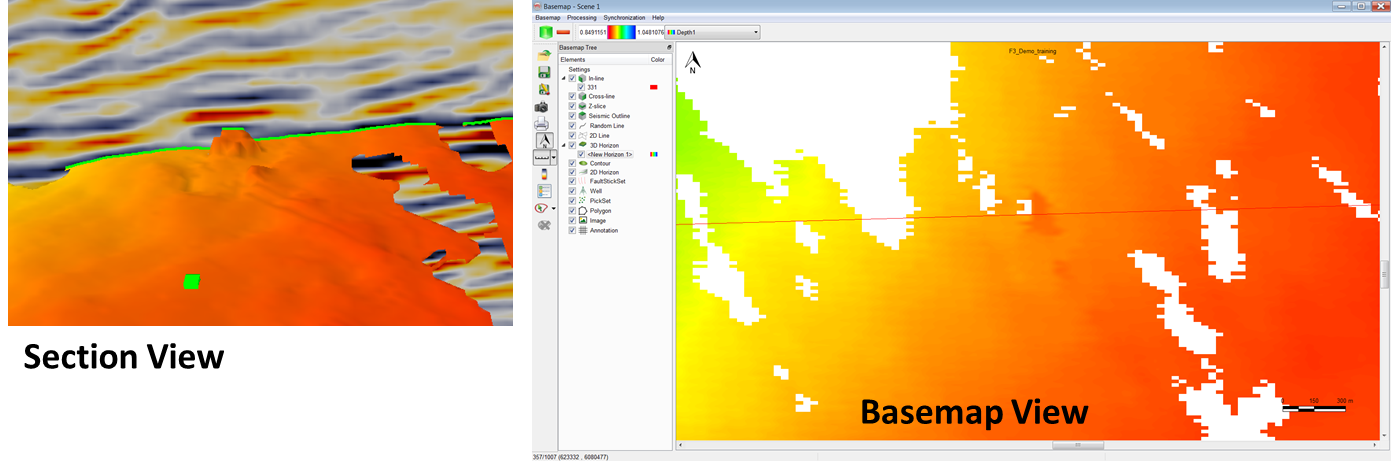 Section View
Basemap - Scene 1
Basemap Processing Synchronization Help
0.8491151 1.0481076 Depth1
Basemap Tree
Elements Color
Settings
In-line
331
Cross-line
Z-slice
Seismic Outline
Random Line
2D Line
3D Horizon
<New Horizon 1>
Contour
2D Horizon
FaultStickSet
Well
PickSet
Polygon
Image
Annotation
N
F3_Demo_training
0 150 300 m
Basemap View
357/1007 (623332 , 6080477)